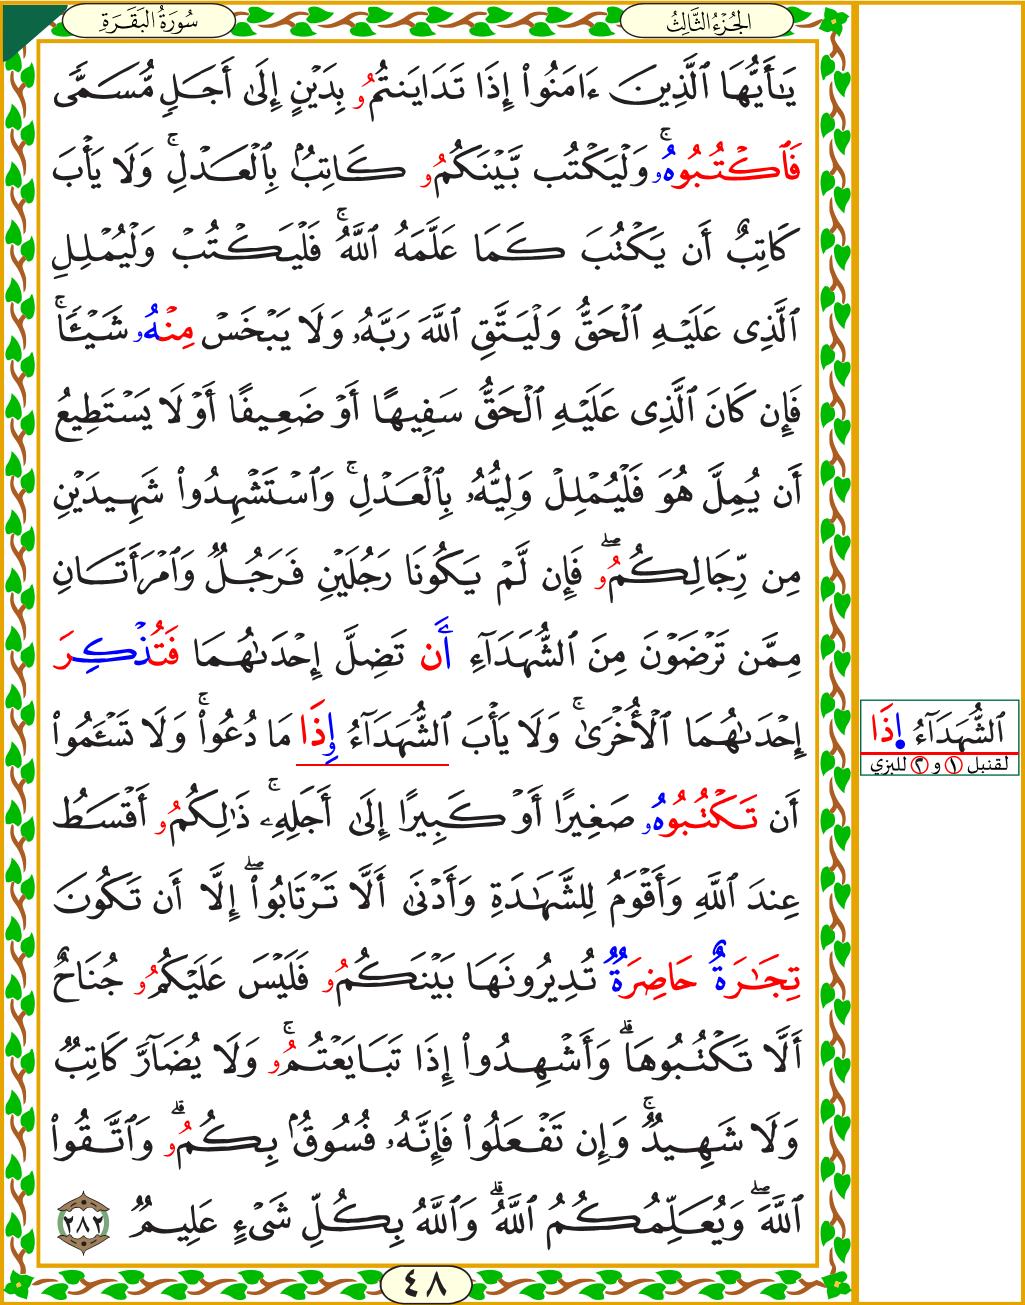 الجُزْءُ الثَّالِثُ
سُورَةُ البَقَرَةِ
يَٰٓأَيُّهَا ٱلَّذِينَ ءَامَنُوٓاْ إِذَا تَدَايَنتُمُۥ بِدَيۡنٍ إِلَىٰٓ أَجَلٍ مُّسَمّٗى
فَٱكۡتُبُوهُۥۚ وَلۡيَكۡتُب بَّيۡنَكُمُۥ كَاتِبُۢ بِٱلۡعَدۡلِۚ وَلَا يَأۡبَ
كَاتِبٌ أَن يَكۡتُبَ كَمَا عَلَّمَهُ ٱللَّهُۚ فَلۡيَكۡتُبۡ وَلۡيُمۡلِلِ
ٱلَّذِي عَلَيۡهِ ٱلۡحَقُّ وَلۡيَتَّقِ ٱللَّهَ رَبَّهُۥ وَلَا يَبۡخَسۡ مِنۡهُۥ شَيۡـٔٗاۚ
فَإِن كَانَ ٱلَّذِي عَلَيۡهِ ٱلۡحَقُّ سَفِيهًا أَوۡ ضَعِيفًا أَوۡ لَا يَسۡتَطِيعُ
أَن يُمِلَّ هُوَ فَلۡيُمۡلِلۡ وَلِيُّهُۥ بِٱلۡعَدۡلِۚ وَٱسۡتَشۡهِدُواْ شَهِيدَيۡنِ
مِن رِّجَالِكُمُۥۖ فَإِن لَّمۡ يَكُونَا رَجُلَيۡنِ فَرَجُلٞ وَٱمۡرَأَتَانِ
مِمَّن تَرۡضَوۡنَ مِنَ ٱلشُّهَدَآءِ أَن تَضِلَّ إِحۡدَىٰهُمَا فَتُذۡكِرَ
إِحۡدَىٰهُمَا ٱلۡأُخۡرَىٰۚ وَلَا يَأۡبَ ٱلشُّهَدَآءُ وِذَا مَا دُعُواْۚ وَلَا تَسۡـَٔمُوٓاْ
أَن تَكۡتُبُوهُۥ صَغِيرًا أَوۡ كَبِيرًا إِلَىٰٓ أَجَلِهِۦۚ ذَٰلِكُمُۥ أَقۡسَطُ
عِندَ ٱللَّهِ وَأَقۡوَمُ لِلشَّهَٰدَةِ وَأَدۡنَىٰٓ أَلَّا تَرۡتَابُوٓاْۖ إِلَّآ أَن تَكُونَ
تِجَٰرَةٌ حَاضِرَةٞ تُدِيرُونَهَا بَيۡنَكُمُۥ فَلَيۡسَ عَلَيۡكُمُۥ جُنَاحٌ
أَلَّا تَكۡتُبُوهَاۗ وَأَشۡهِدُوٓاْ إِذَا تَبَايَعۡتُمُۥۚ وَلَا يُضَآرَّ كَاتِبٞ
وَلَا شَهِيدٞۚ وَإِن تَفۡعَلُواْ فَإِنَّهُۥ فُسُوقُۢ بِكُمُۥۗ وَٱتَّقُواْ
ٱللَّهَۖ وَيُعَلِّمُكُمُ ٱللَّهُۗ وَٱللَّهُ بِكُلِّ شَيۡءٍ عَلِيمٞ ٢٨٢
ٱلشُّهَدَآءُ ا۪ذَا
لقنبل ١ و ٢ للبزي
٤٨